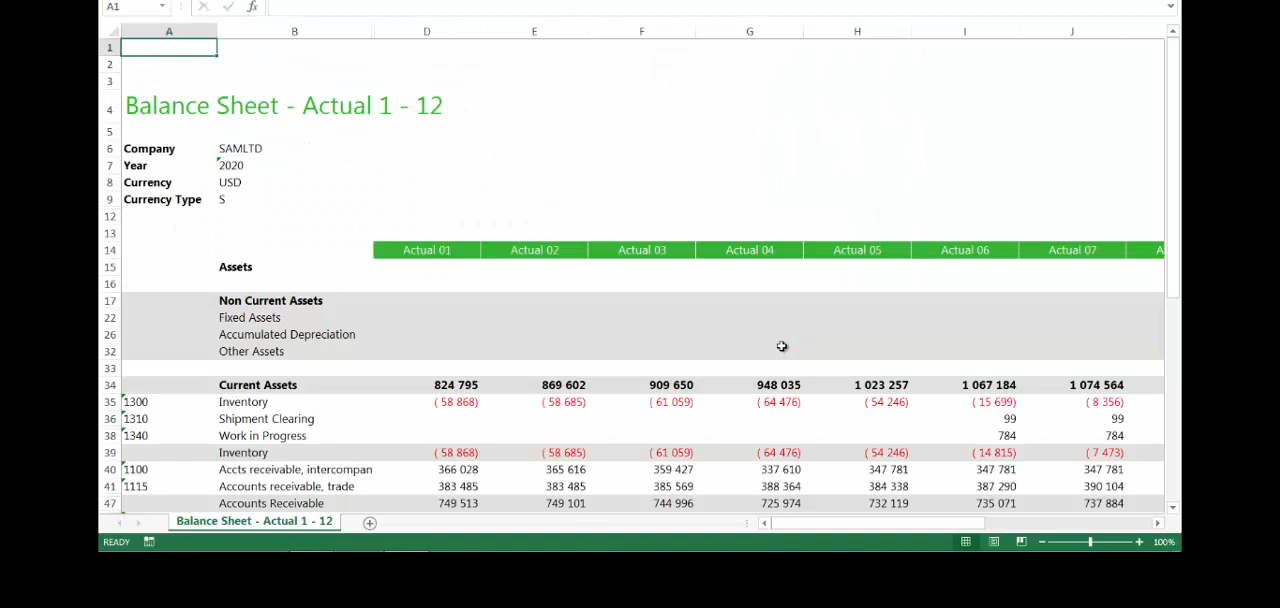 A1 fx
A B D E F G H I J
1
2
3
4 Balance Sheet - Actual 1 - 12
5
6 Company SAMLTD
7 Year 2020
8 Currency USD
9 Currency Type S
12
13
14 Actual 01 Actual 02 Actual 03 Actual 04 Actual 05 Actual 06 Actual 07 A
15 Assets
16
17 Non Current Assets
22 Fixed Assets
26 Accumulated Depreciation
32 Other Assets
33
34 Current Assets 824 795 869 602 909 650 948 035 1 023 257 1 067 184 1 074 564
35 1300 Inventory ( 58 868) ( 58 685) ( 61 059) ( 64 476) ( 54 246) ( 15 699) ( 8 356)
36 1310 Shipment Clearing 99 99
38 1340 Work in Progress 784 784
39 Inventory ( 58 868) ( 58 685) ( 61 059) ( 64 476) ( 54 246) ( 14 815) ( 7 473)
40 1100 Accts receivable, intercompan 366 028 365 616 359 427 337 610 347 781 347 781 347 781
41 1115 Accounts receivable, trade 383 485 383 485 385 569 388 364 384 338 387 290 390 104
47 Accounts Receivable 749 513 749 101 744 996 725 974 732 119 735 071 737 884
Balance Sheet - Actual 1 - 12
READY 100%